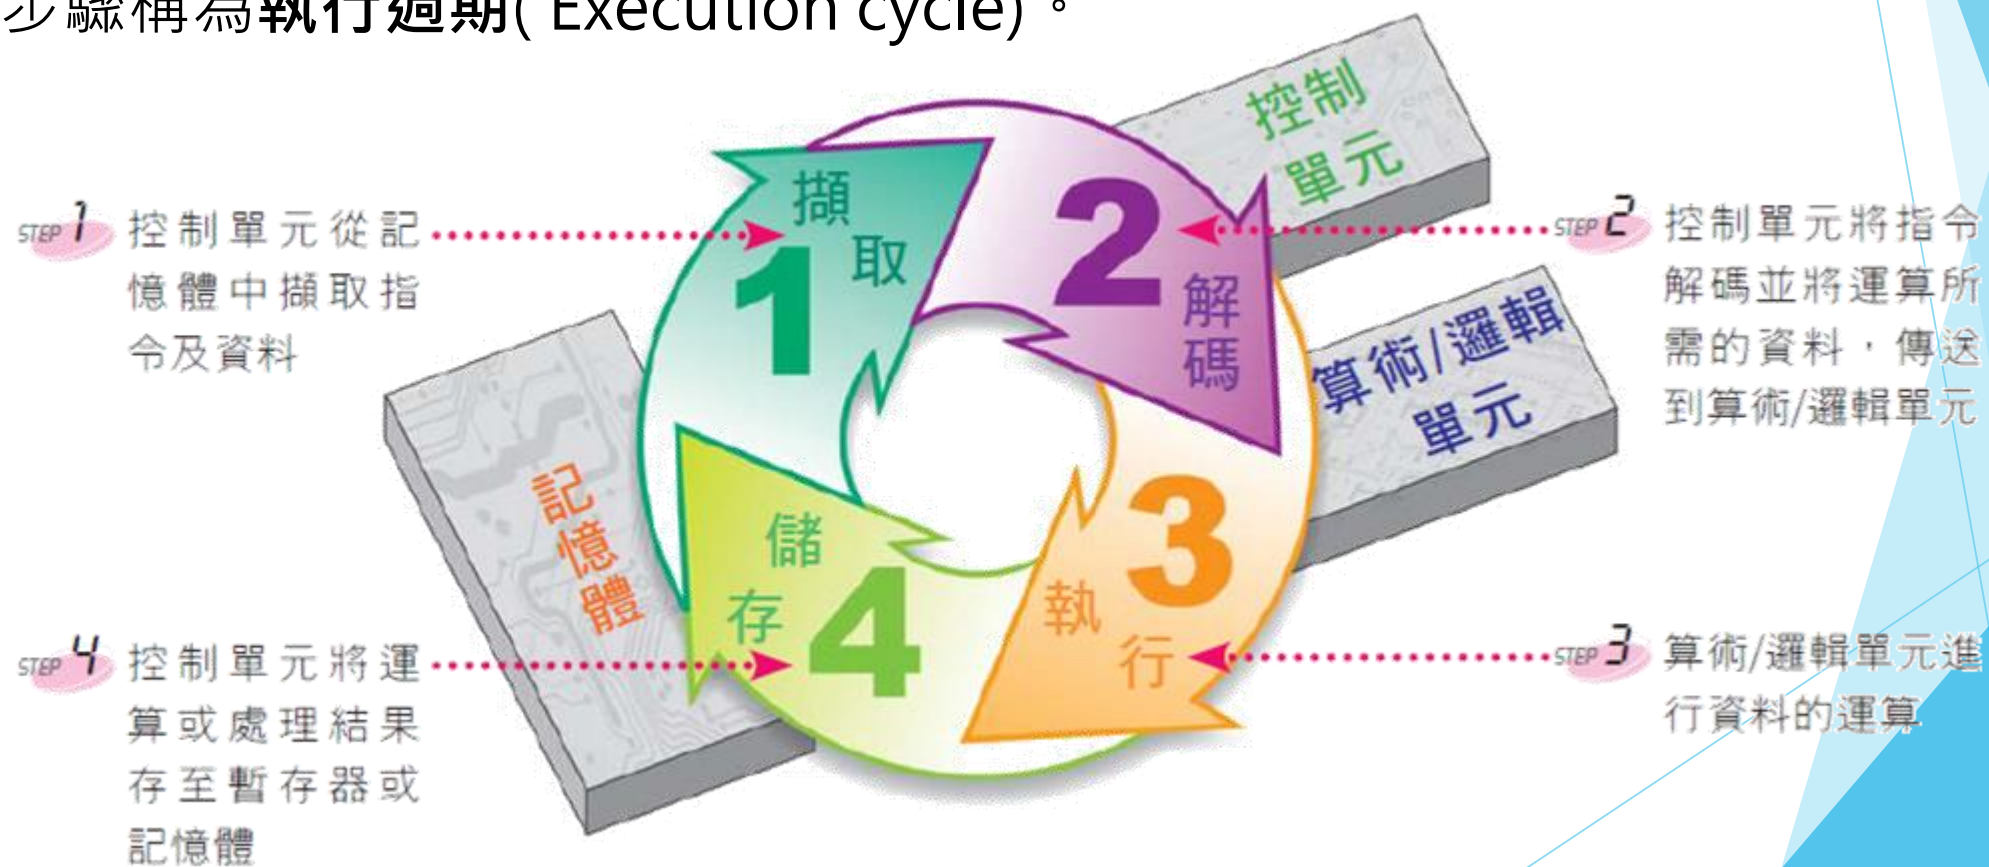 步驟稱為執行週期( Execution cycle)。
控制
單元
擷
取
1
2
解
碼
STEP 1 控制單元從記
憶體中擷取指
令及資料
STEP 2 控制單元將指令
解碼並將運算所
需的資料,傳送
到算術/邏輯單元
算術/邏輯
單元
記
憶
體
儲
存
4
3
執
行
STEP 4 控制單元將運
算或處理結果
存至暫存器或
記憶體
STEP 3 算術/邏輯單元進
行資料的運算